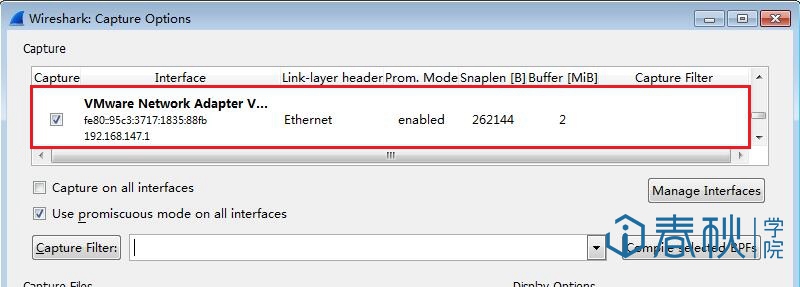 Wireshark: Capture Options
Capture
Capture Interface Link-layer header Prom. Mode Snaplen [B] Buffer [MiB] Capture Filter
VMware Network Adapter V...
fe80::95c3:3717:1835:88fb Ethernet enabled 262144 2
192.168.147.1
Capture on all interfaces
Manage Interfaces
Use promiscuous mode on all interfaces
Capture Filter:
Compile selected BPFs
春秋学院
Capture Files Display Options